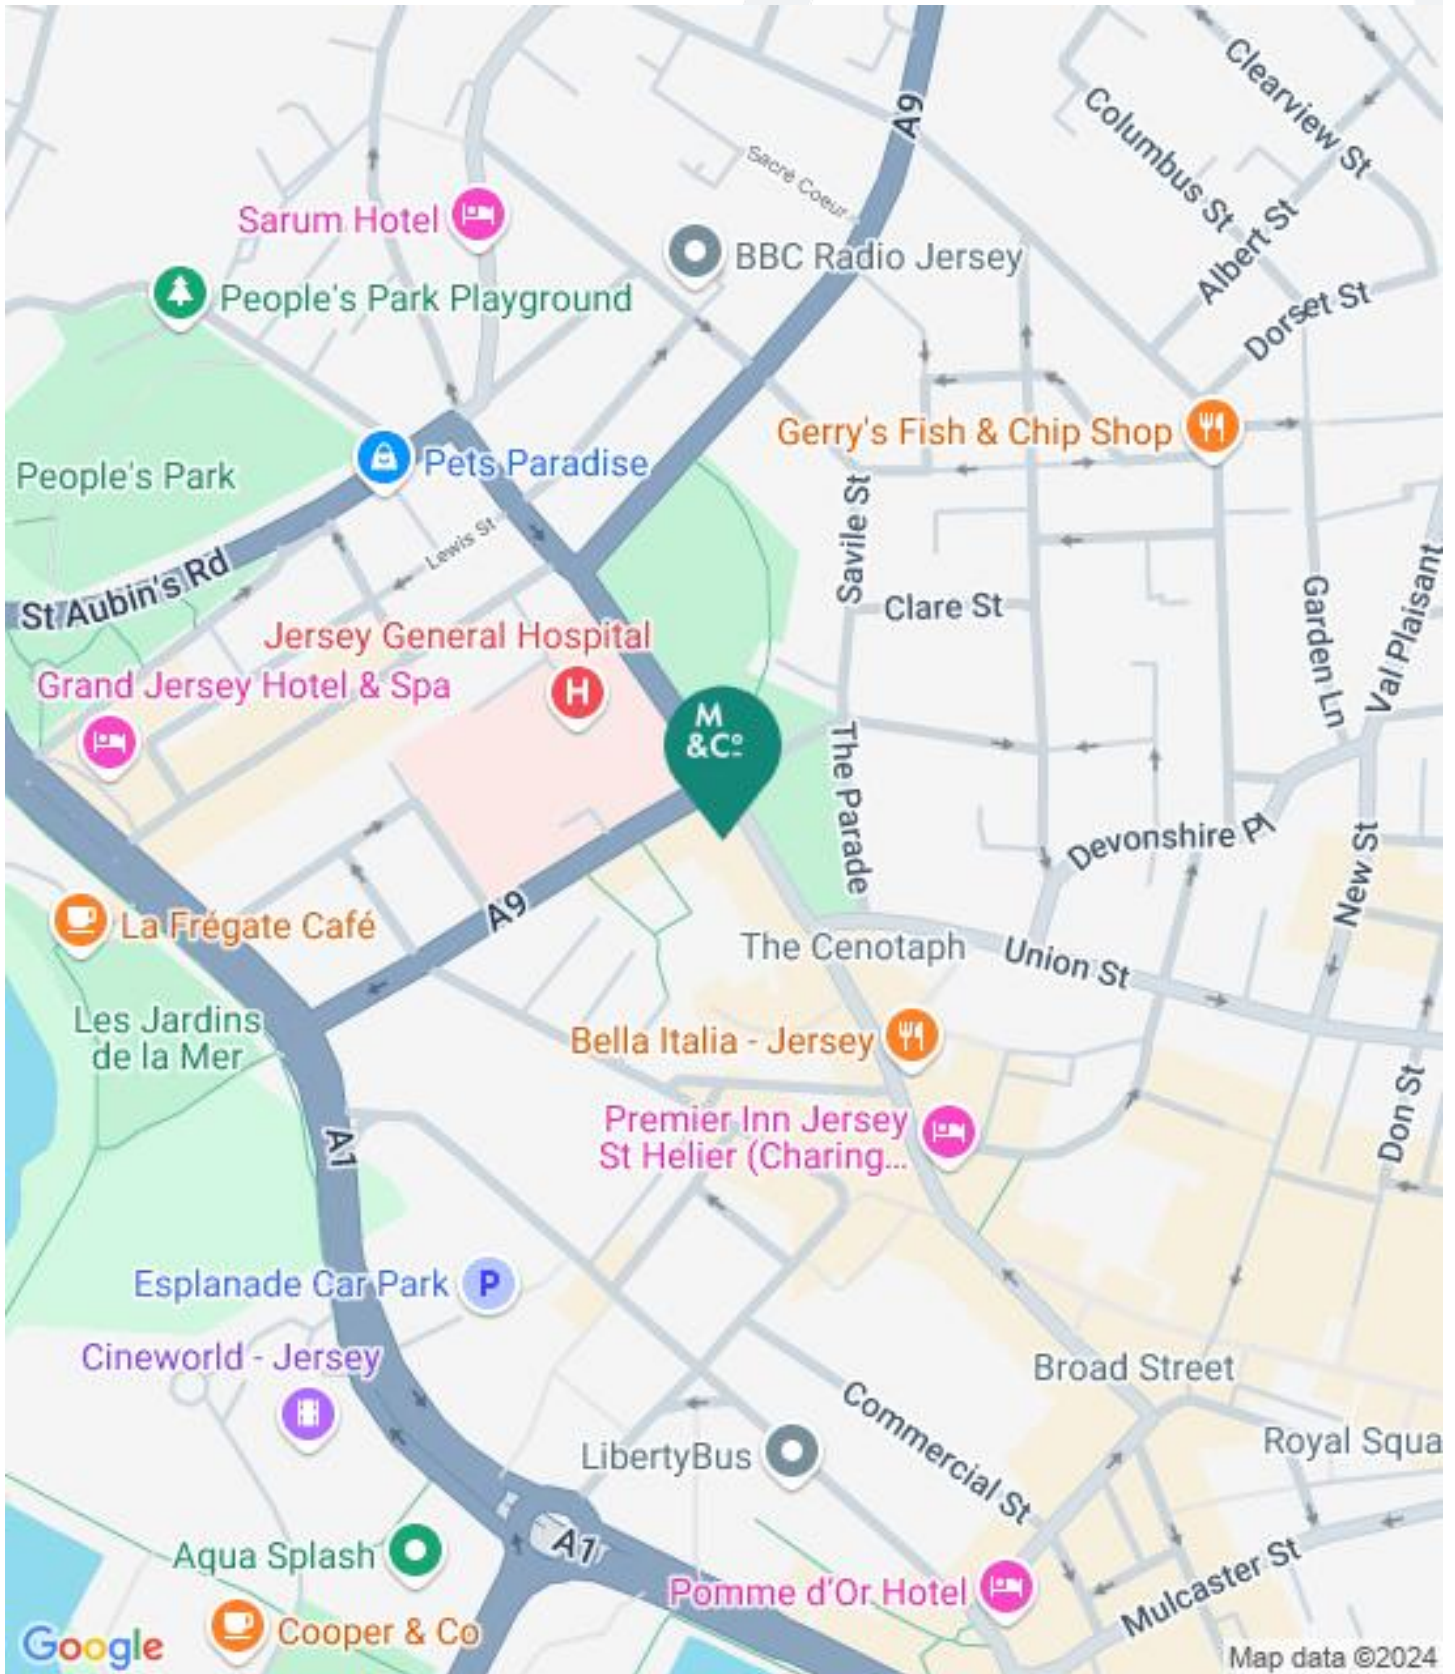 Clearview St
Columbus St
A9
Sacré Coeur
Albert St
Sarum Hotel
BBC Radio Jersey
People's Park Playground
Dorset St
Gerry's Fish & Chip Shop
Pets Paradise
People's Park
Saville St
Lewis St
St Aubin's Rd
Clare St
Garden Ln
Val Plaisant
Jersey General Hospital
H
Grand Jersey Hotel & Spa
M
&Cº
The Parade
Devonshire Pl
New St
A9
La Frégate Café
The Cenotaph
Union St
Les Jardins
de la Mer
Bella Italia - Jersey
Don St
Premier Inn Jersey
St Helier (Charing...
A1
Esplanade Car Park
P
Cineworld - Jersey
Broad Street
Commercial St
Royal Squa
LibertyBus
A1
Aqua Splash
Pomme d'Or Hotel
Mulcaster St
Cooper & Co
Google
Map data ©2024